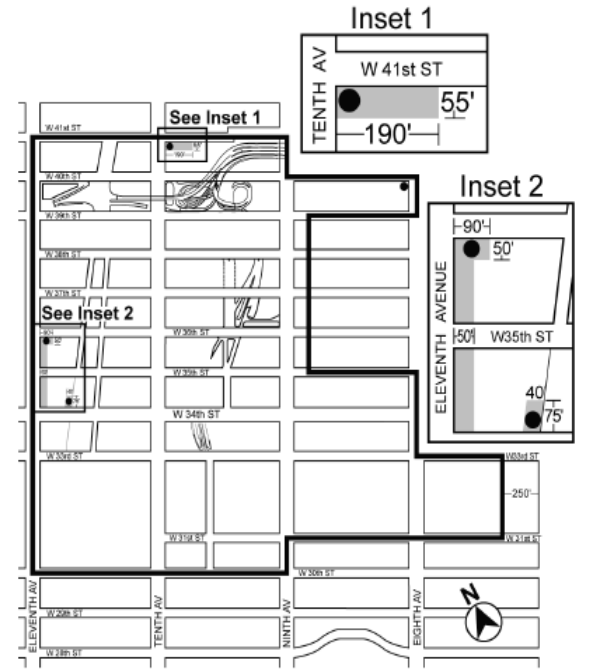 Inset 1
TENTH AV
W 41st ST
55'
190'
See Inset 1
W 41st ST
55'
190'
W 40th ST
W 39th ST
Inset 2
90'
50'
ELEVENTH AVENUE
50'
W35th ST
40
75'
W 38th ST
W 37th ST
See Inset 2
W 36th ST
W 35th ST
W 34th ST
W 33rd ST
W33rd ST
250'
W 31st ST
W 31st ST
W 30th ST
ELEVENTH AV
TENTH AV
NINTH AV
EIGHTH AV
N
W 29th ST
W 28th ST